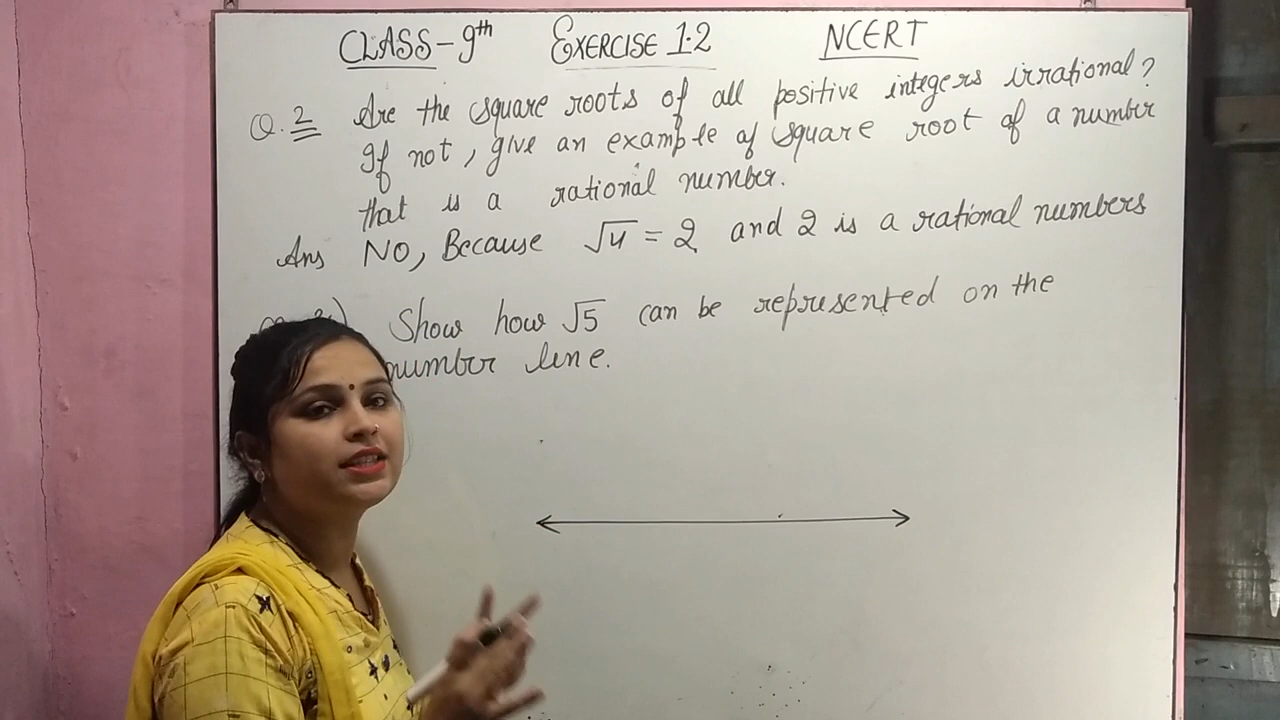 CLASS - 9th EXERCISE 1.2 NCERT
Q. 2 Are the square roots of all positive integers irrational?
If not, give an example of square root of a number
that is a rational number.
Ans NO, Because √4 = 2 and 2 is a rational numbers
Show how √5 can be represented on the
number line.